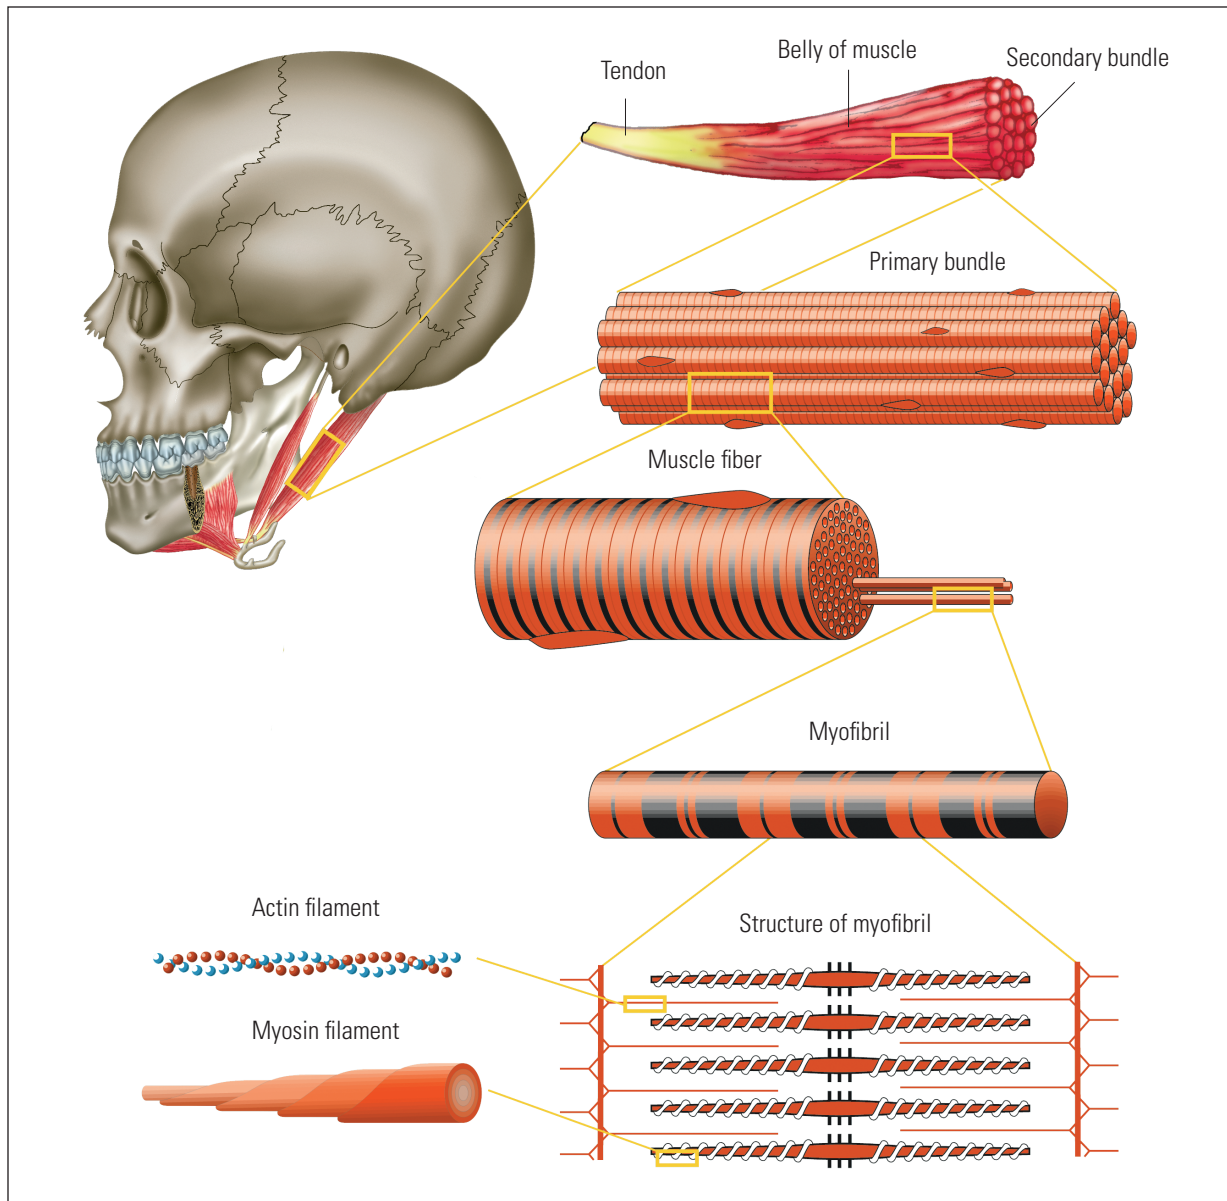 Tendon
Belly of muscle
Secondary bundle
Primary bundle
Muscle fiber
Myofibril
Actin filament
Structure of myofibril
Myosin filament